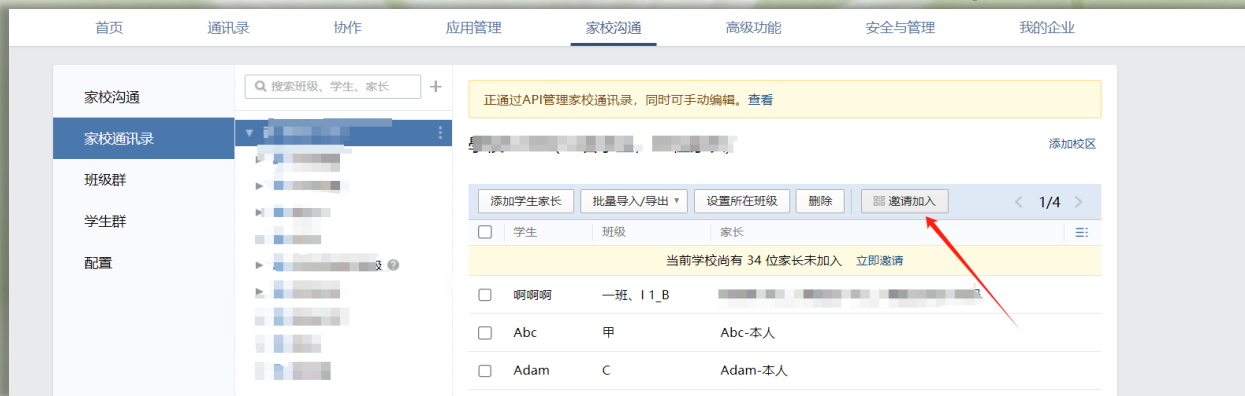 首页 通讯录 协作 应用管理 家校沟通 高级功能 安全与管理 我的企业
家校沟通
家校通讯录
班级群
学生群
配置
搜索班级、学生、家长 +
正通过API管理家校通讯录，同时可手动编辑。查看
添加校区
添加学生家长 批量导入/导出 设置所在班级 删除 邀请加入 1/4
学生 班级 家长
当前学校尚有 34 位家长未加入 立即邀请
啊啊啊 一班、I 1_B
Abc 甲 Abc-本人
Adam C Adam-本人